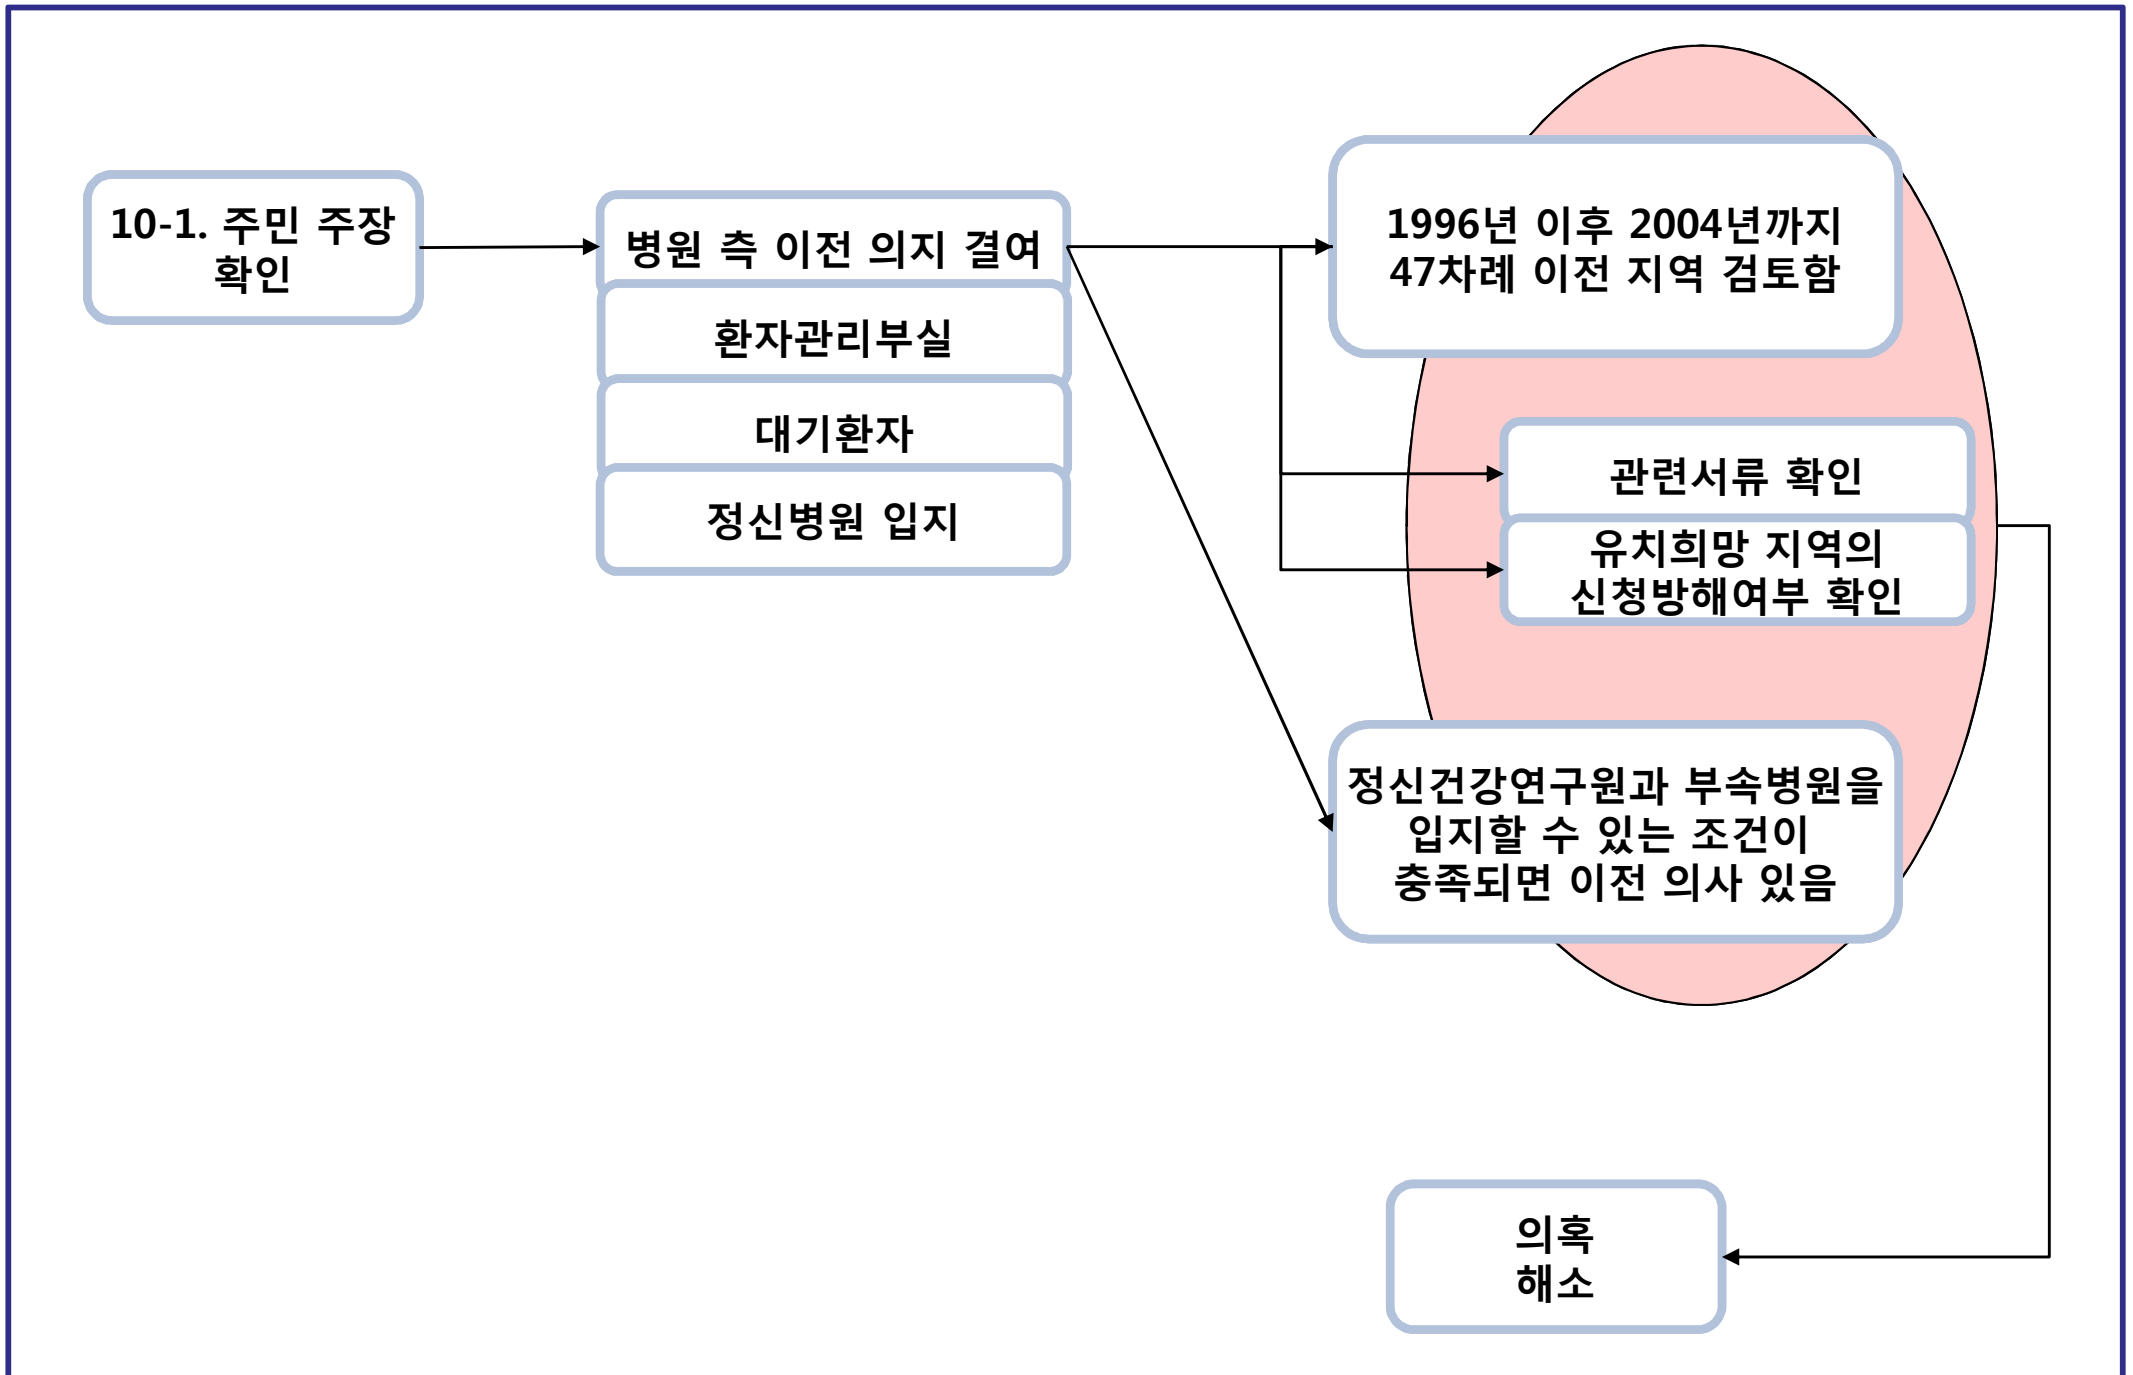 10-1. 주민 주장
확인
병원 측 이전 의지 결여
환자관리부실
대기환자
정신병원 입지
1996년 이후 2004년까지
47차례 이전 지역 검토함
관련서류 확인
유치희망 지역의
신청방해여부 확인
정신건강연구원과 부속병원을
입지할 수 있는 조건이
충족되면 이전 의사 있음
의혹
해소